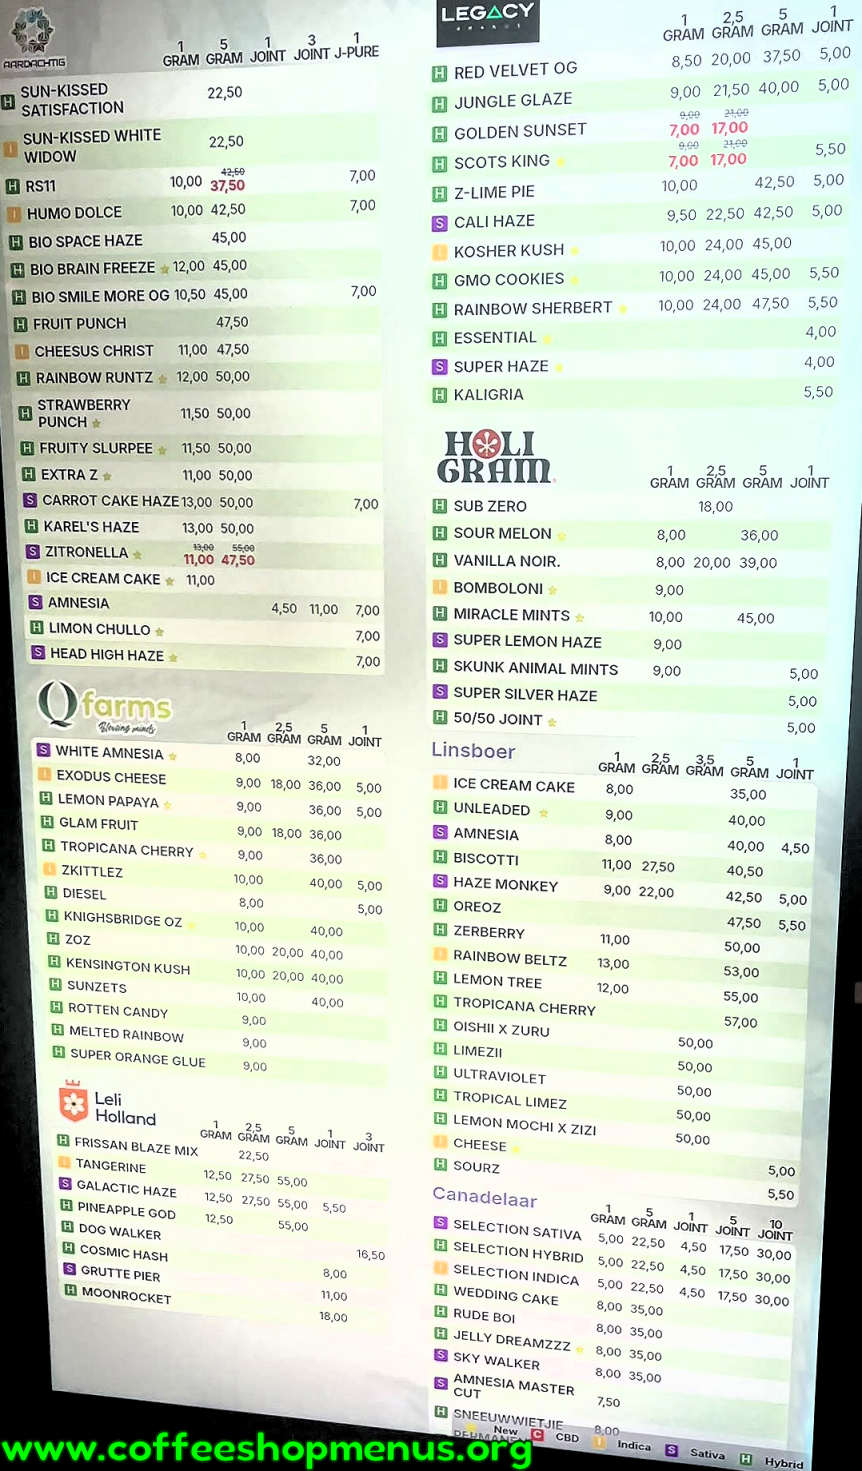 AARDACHTIG
1 GRAM 5 GRAM 1 JOINT 3 JOINT 1 J-PURE
H SUN-KISSED SATISFACTION 22,50
I SUN-KISSED WHITE WIDOW 22,50
H RS11 10,00 42,50 37,50 7,00
I HUMO DOLCE 10,00 42,50 7,00
H BIO SPACE HAZE 45,00
H BIO BRAIN FREEZE 12,00 45,00
H BIO SMILE MORE OG 10,50 45,00 7,00
H FRUIT PUNCH 47,50
I CHEESUS CHRIST 11,00 47,50
H RAINBOW RUNTZ 12,00 50,00
H STRAWBERRY PUNCH 11,50 50,00
H FRUITY SLURPEE 11,50 50,00
H EXTRA Z 11,00 50,00
S CARROT CAKE HAZE 13,00 50,00 7,00
H KAREL'S HAZE 13,00 50,00
S ZITRONELLA 13,00 11,00 55,00 47,50
I ICE CREAM CAKE 11,00
S AMNESIA 4,50 11,00 7,00
H LIMON CHULLO 7,00
S HEAD HIGH HAZE 7,00
Qfarms
Blowing minds
1 GRAM 2,5 GRAM 5 GRAM 1 JOINT
S WHITE AMNESIA 8,00 32,00
I EXODUS CHEESE 9,00 18,00 36,00 5,00
H LEMON PAPAYA 9,00 36,00 5,00
H GLAM FRUIT 9,00 18,00 36,00
H TROPICANA CHERRY 9,00 36,00
I ZKITTLEZ 10,00 40,00 5,00
H DIESEL 8,00 5,00
H KNIGHSBRIDGE OZ 10,00 40,00
H ZOZ 10,00 20,00 40,00
H KENSINGTON KUSH 10,00 20,00 40,00
H SUNZETS 10,00 40,00
H ROTTEN CANDY 9,00
H MELTED RAINBOW 9,00
H SUPER ORANGE GLUE 9,00
Leli Holland
1 GRAM 2,5 GRAM 5 GRAM 1 JOINT 3 JOINT
H FRISSAN BLAZE MIX 22,50
I TANGERINE 12,50 27,50 55,00
S GALACTIC HAZE 12,50 27,50 55,00 5,50
H PINEAPPLE GOD 12,50 55,00
H DOG WALKER 16,50
H COSMIC HASH 8,00
S GRUTTE PIER 11,00
H MOONROCKET 18,00
LEGACY
BRANDS
1 GRAM 2,5 GRAM 5 GRAM 1 JOINT
H RED VELVET OG 8,50 20,00 37,50 5,00
H JUNGLE GLAZE 9,00 21,50 40,00 5,00
H GOLDEN SUNSET 9,00 7,00 21,00 17,00
H SCOTS KING 9,00 7,00 21,00 17,00 5,50
H Z-LIME PIE 10,00 42,50 5,00
S CALI HAZE 9,50 22,50 42,50 5,00
I KOSHER KUSH 10,00 24,00 45,00
H GMO COOKIES 10,00 24,00 45,00 5,50
H RAINBOW SHERBERT 10,00 24,00 47,50 5,50
H ESSENTIAL 4,00
S SUPER HAZE 4,00
H KALIGRIA 5,50
HOLI GRAM.
1 GRAM 2,5 GRAM 5 GRAM 1 JOINT
H SUB ZERO 18,00
H SOUR MELON 8,00 36,00
H VANILLA NOIR. 8,00 20,00 39,00
I BOMBOLONI 9,00
H MIRACLE MINTS 10,00 45,00
S SUPER LEMON HAZE 9,00
H SKUNK ANIMAL MINTS 9,00 5,00
S SUPER SILVER HAZE 5,00
H 50/50 JOINT 5,00
Linsboer
1 GRAM 2,5 GRAM 3,5 GRAM 5 GRAM 1 JOINT
I ICE CREAM CAKE 8,00 35,00
H UNLEADED 9,00 40,00
S AMNESIA 8,00 40,00 4,50
H BISCOTTI 11,00 27,50 40,50
S HAZE MONKEY 9,00 22,00 42,50 5,00
H OREOZ 47,50 5,50
H ZERBERRY 11,00 50,00
I RAINBOW BELTZ 13,00 53,00
H LEMON TREE 12,00 55,00
H TROPICANA CHERRY 57,00
H OISHII X ZURU 50,00
H LIMEZII 50,00
H ULTRAVIOLET 50,00
H TROPICAL LIMEZ 50,00
H LEMON MOCHI X ZIZI 50,00
I CHEESE 5,00
H SOURZ 5,50
Canadelaar
1 GRAM 5 GRAM 1 JOINT 5 JOINT 10 JOINT
S SELECTION SATIVA 5,00 22,50 4,50 17,50 30,00
H SELECTION HYBRID 5,00 22,50 4,50 17,50 30,00
I SELECTION INDICA 5,00 22,50 4,50 17,50 30,00
H WEDDING CAKE 8,00 35,00
H RUDE BOI 8,00 35,00
H JELLY DREAMZZZ 8,00 35,00
S SKY WALKER 8,00 35,00
S AMNESIA MASTER CUT 7,50
H SNEEUWWIETJIE 8,00
New C CBD I Indica S Sativa H Hybrid
www.coffeeshopmenus.org